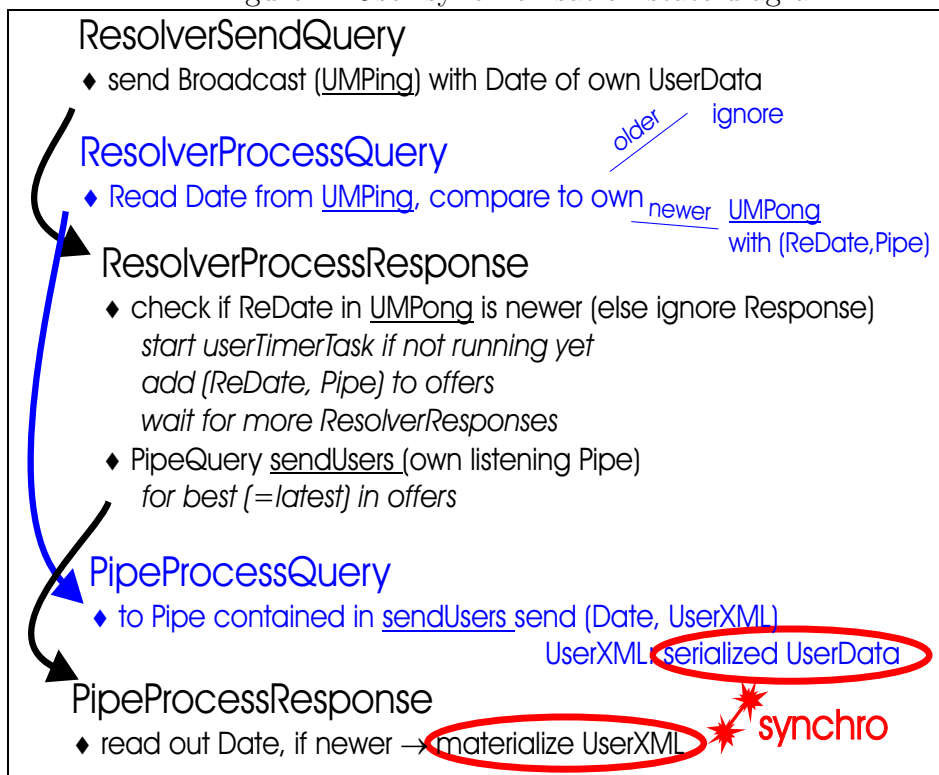 ResolverSendQuery
♦ send Broadcast (UMPing) with Date of own UserData
older ignore
ResolverProcessQuery
♦ Read Date from UMPing, compare to own newer UMPong
with (ReDate,Pipe)
ResolverProcessResponse
♦ check if ReDate in UMPong is newer (else ignore Response)
start userTimerTask if not running yet
add (ReDate, Pipe) to offers
wait for more ResolverResponses
♦ PipeQuery sendUsers (own listening Pipe)
for best (=latest) in offers
PipeProcessQuery
♦ to Pipe contained in sendUsers send (Date, UserXML)
UserXML: serialized UserData
PipeProcessResponse
♦ read out Date, if newer → materialize UserXML
synchro